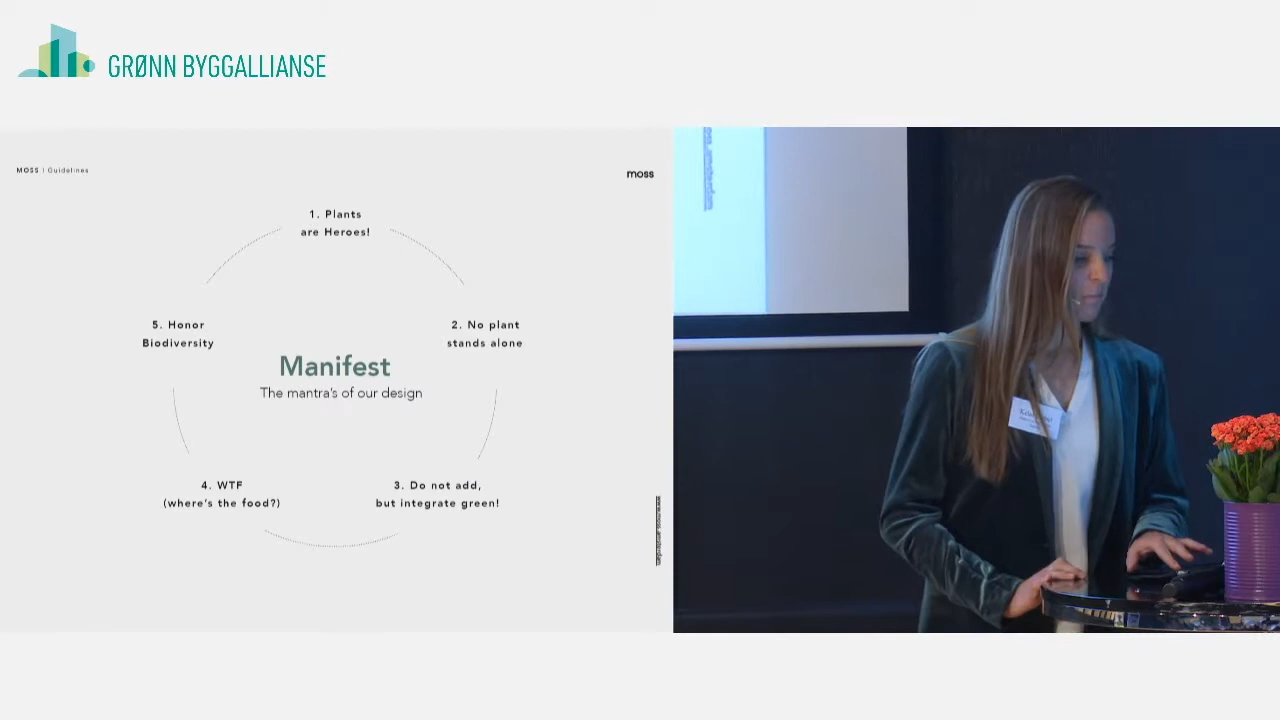 GRØNN BYGGALLIANSE
MOSS | Guidelines
moss
1. Plants
are Heroes!
5. Honor
Biodiversity
2. No plant
stands alone
Manifest
The mantra's of our design
4. WTF
(where's the food?)
3. Do not add,
but integrate green!